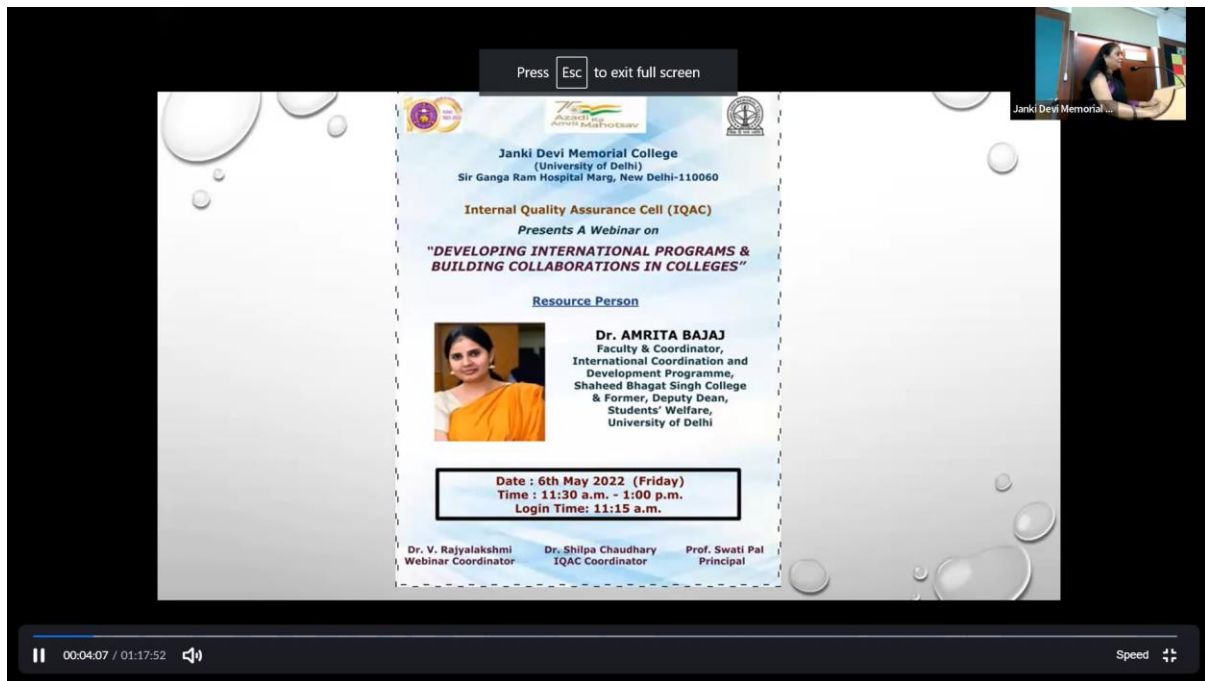 Press Esc to exit full screen
Janki Devi Memorial ...
Azadi Ka
Amrit Mahotsav
Janki Devi Memorial College
(University of Delhi)
Sir Ganga Ram Hospital Marg, New Delhi-110060
Internal Quality Assurance Cell (IQAC)
Presents A Webinar on
"DEVELOPING INTERNATIONAL PROGRAMS &
BUILDING COLLABORATIONS IN COLLEGES"
Resource Person
Dr. AMRITA BAJAJ
Faculty & Coordinator,
International Coordination and
Development Programme,
Shaheed Bhagat Singh College
& Former, Deputy Dean,
Students' Welfare,
University of Delhi
Date : 6th May 2022 (Friday)
Time : 11:30 a.m. - 1:00 p.m.
Login Time: 11:15 a.m.
Dr. V. Rajyalakshmi Dr. Shilpa Chaudhary Prof. Swati Pal
Webinar Coordinator IQAC Coordinator Principal
00:04:07 / 01:17:52 Speed